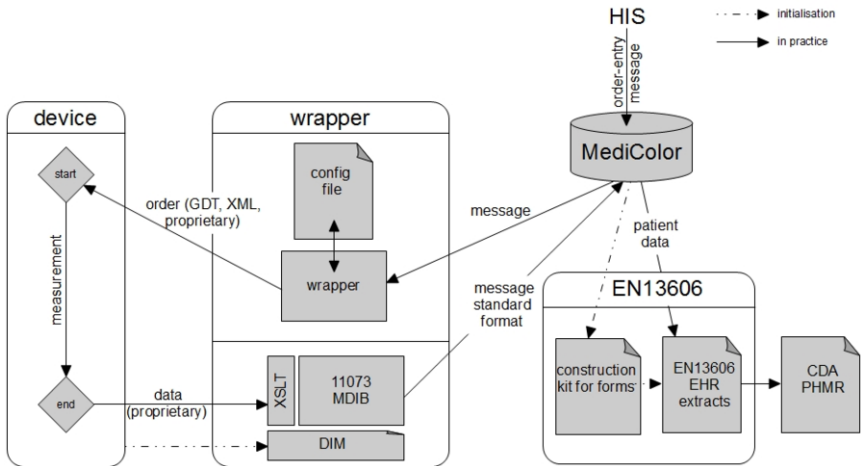 HIS
initialisation
in practice
order-entry
message
device
wrapper
MediColor
start
config
file
order (GDT, XML,
proprietary)
message
patient
data
measurement
wrapper
message
standard
format
EN13606
XSLT
11073
MDIB
construction
kit for forms
EN13606
EHR
extracts
CDA
PHMR
end
data
(proprietary)
DIM